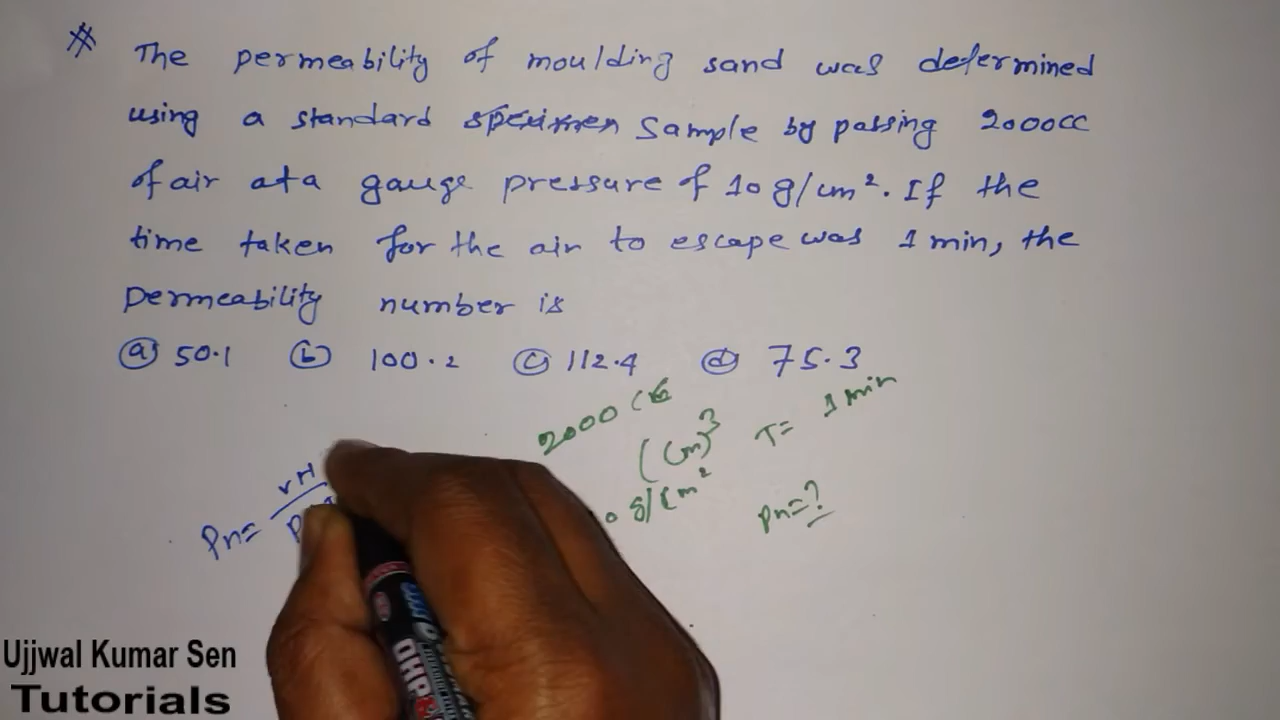 The permeability of moulding sand was determined
using a standard sample by passing 2000cc
of air at a gauge pressure of 10 g/cm². If the
time taken for the air to escape was 1 min, the
permeability number is
(a) 50.1 (b) 100.2 (c) 112.4 (d) 75.3
2000 cc
(cm)³ T= 1 min
g/cm²
Pn=?
Pn= VH
P
Ujjwal Kumar Sen
Tutorials